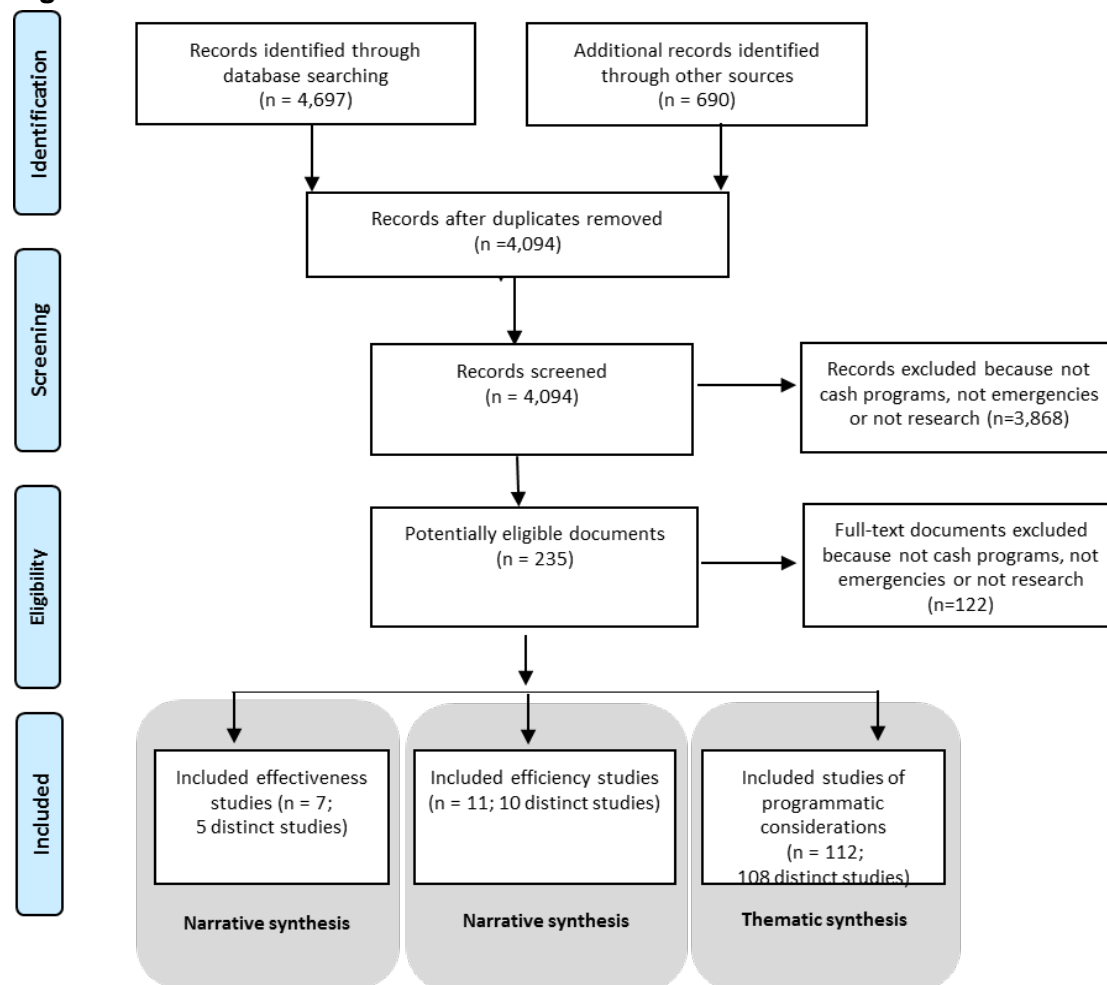 Identification
Records identified through
database searching
(n = 4,697)
Additional records identified
through other sources
(n = 690)
Records after duplicates removed
(n =4,094)
Screening
Records screened
(n = 4,094)
Records excluded because not
cash programs, not emergencies
or not research (n=3,868)
Eligibility
Potentially eligible documents
(n = 235)
Full-text documents excluded
because not cash programs, not
emergencies or not research
(n=122)
Included
Included effectiveness
studies (n = 7;
5 distinct studies)
Included efficiency studies
(n = 11; 10 distinct studies)
Included studies of
programmatic
considerations
(n = 112;
108 distinct studies)
Narrative synthesis
Narrative synthesis
Thematic synthesis